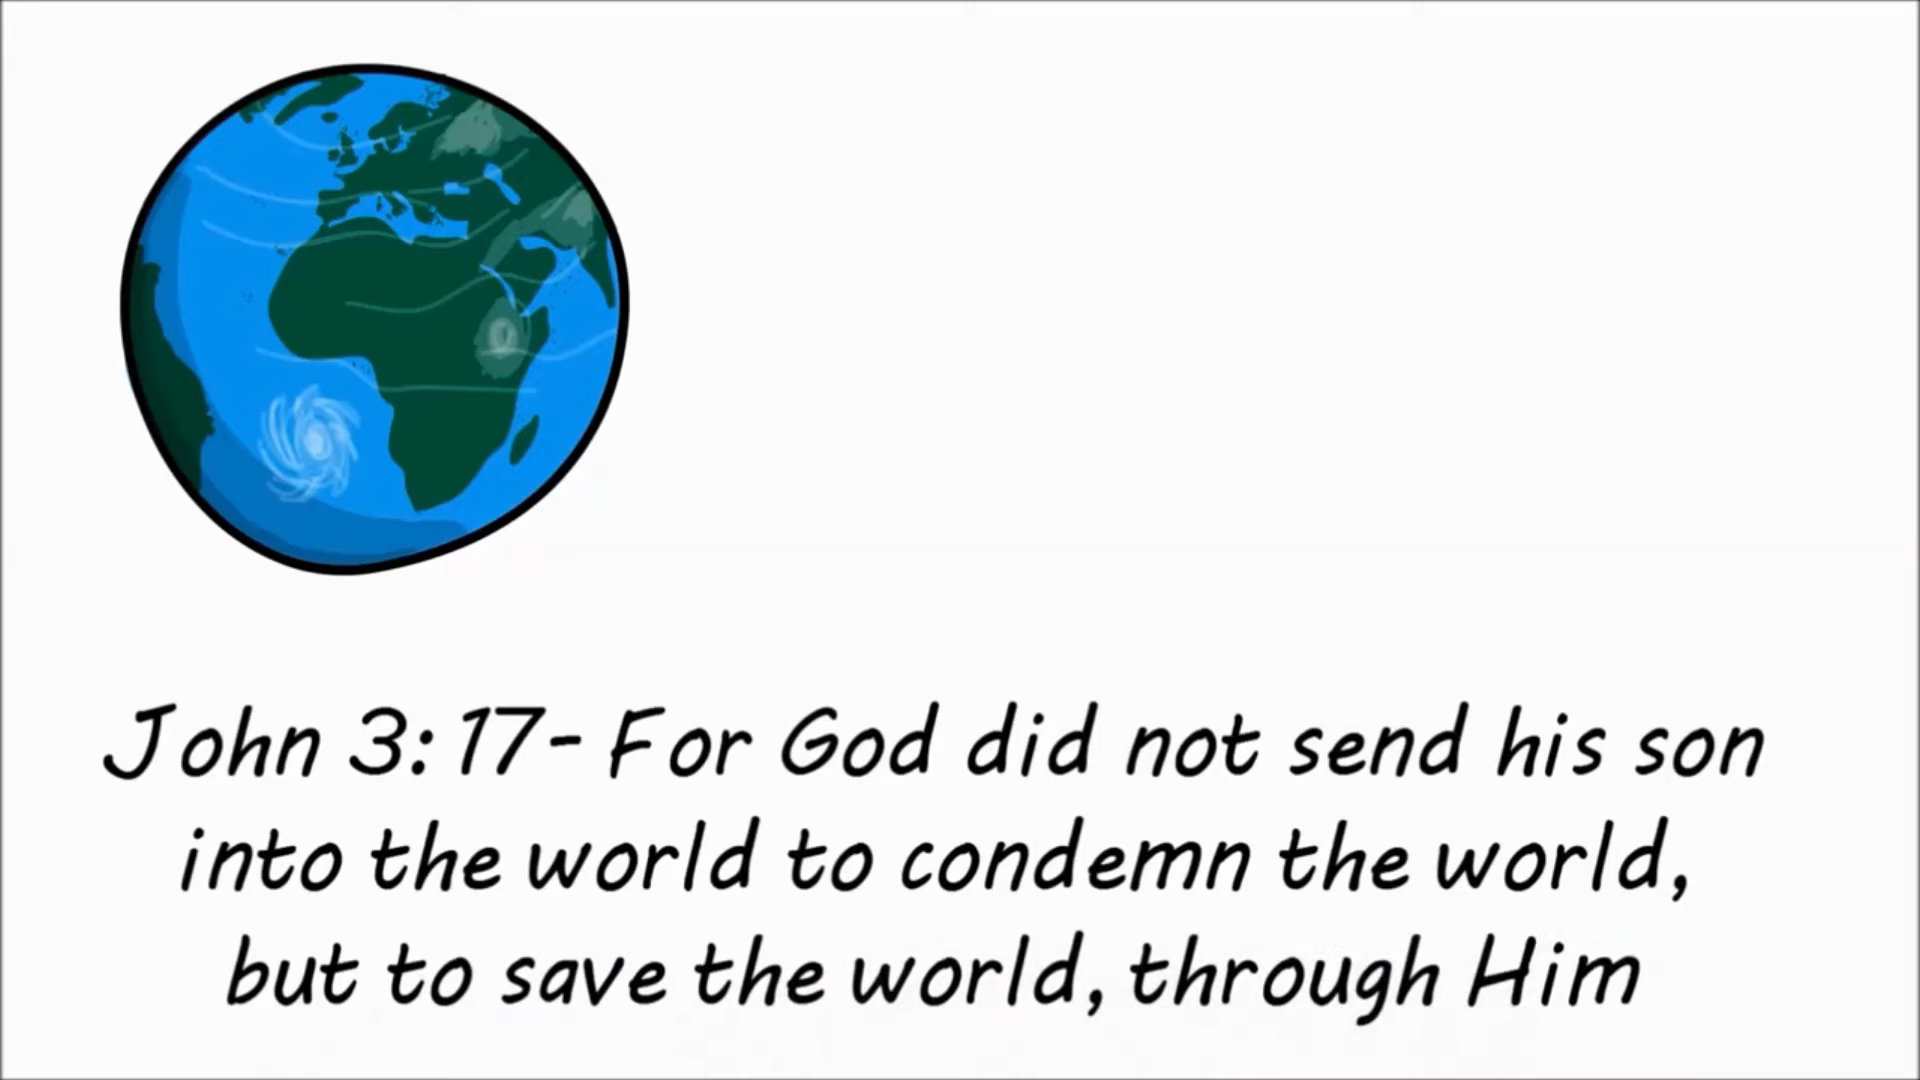 John 3:17- For God did not send his son
into the world to condemn the world,
but to save the world, through Him